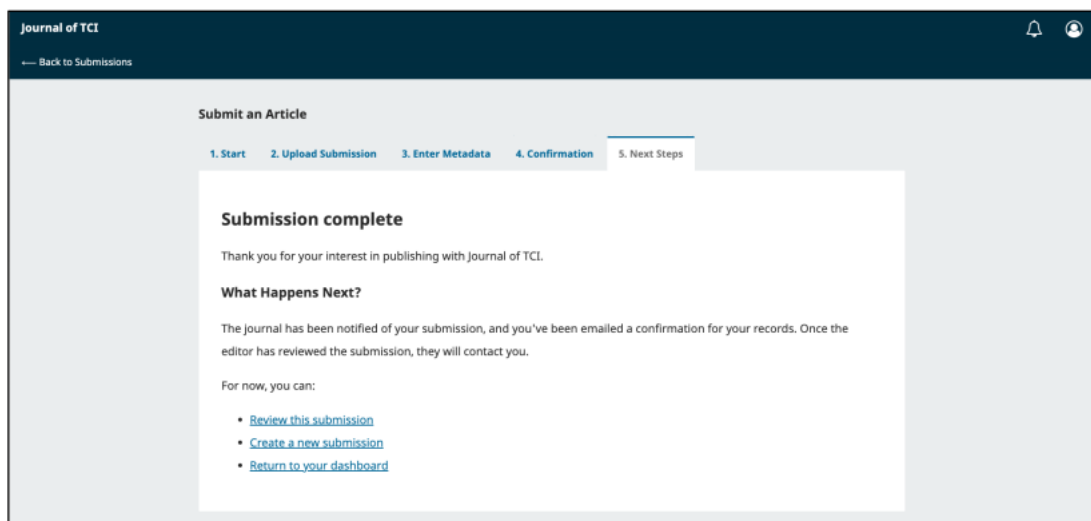 Journal of TCI
⟵ Back to Submissions
Submit an Article
1. Start 2. Upload Submission 3. Enter Metadata 4. Confirmation 5. Next Steps
Submission complete
Thank you for your interest in publishing with Journal of TCI.
What Happens Next?
The journal has been notified of your submission, and you've been emailed a confirmation for your records. Once the
editor has reviewed the submission, they will contact you.
For now, you can:
• Review this submission
• Create a new submission
• Return to your dashboard